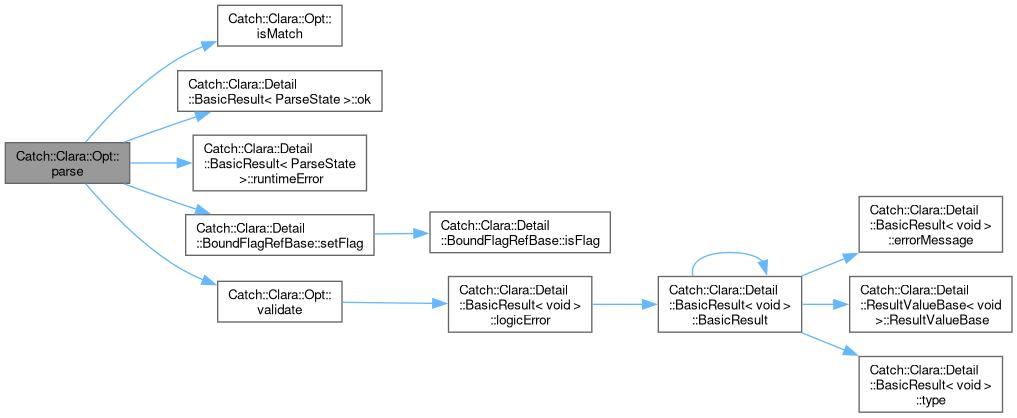 Catch::Clara::Opt::
parse
Catch::Clara::Opt::
isMatch
Catch::Clara::Detail
::BasicResult< ParseState >::ok
Catch::Clara::Detail
::BasicResult< ParseState
>::runtimeError
Catch::Clara::Detail
::BoundFlagRefBase::setFlag
Catch::Clara::Detail
::BoundFlagRefBase::isFlag
Catch::Clara::Opt::
validate
Catch::Clara::Detail
::BasicResult< void >
::logicError
Catch::Clara::Detail
::BasicResult< void >
::BasicResult
Catch::Clara::Detail
::BasicResult< void >
::errorMessage
Catch::Clara::Detail
::ResultValueBase< void
>::ResultValueBase
Catch::Clara::Detail
::BasicResult< void >
::type